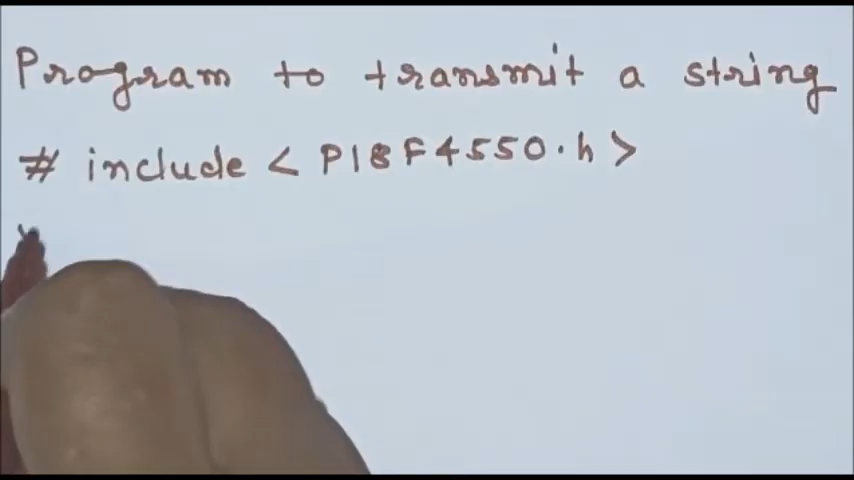 Program to transmit a string
# include < P18F4550.h >